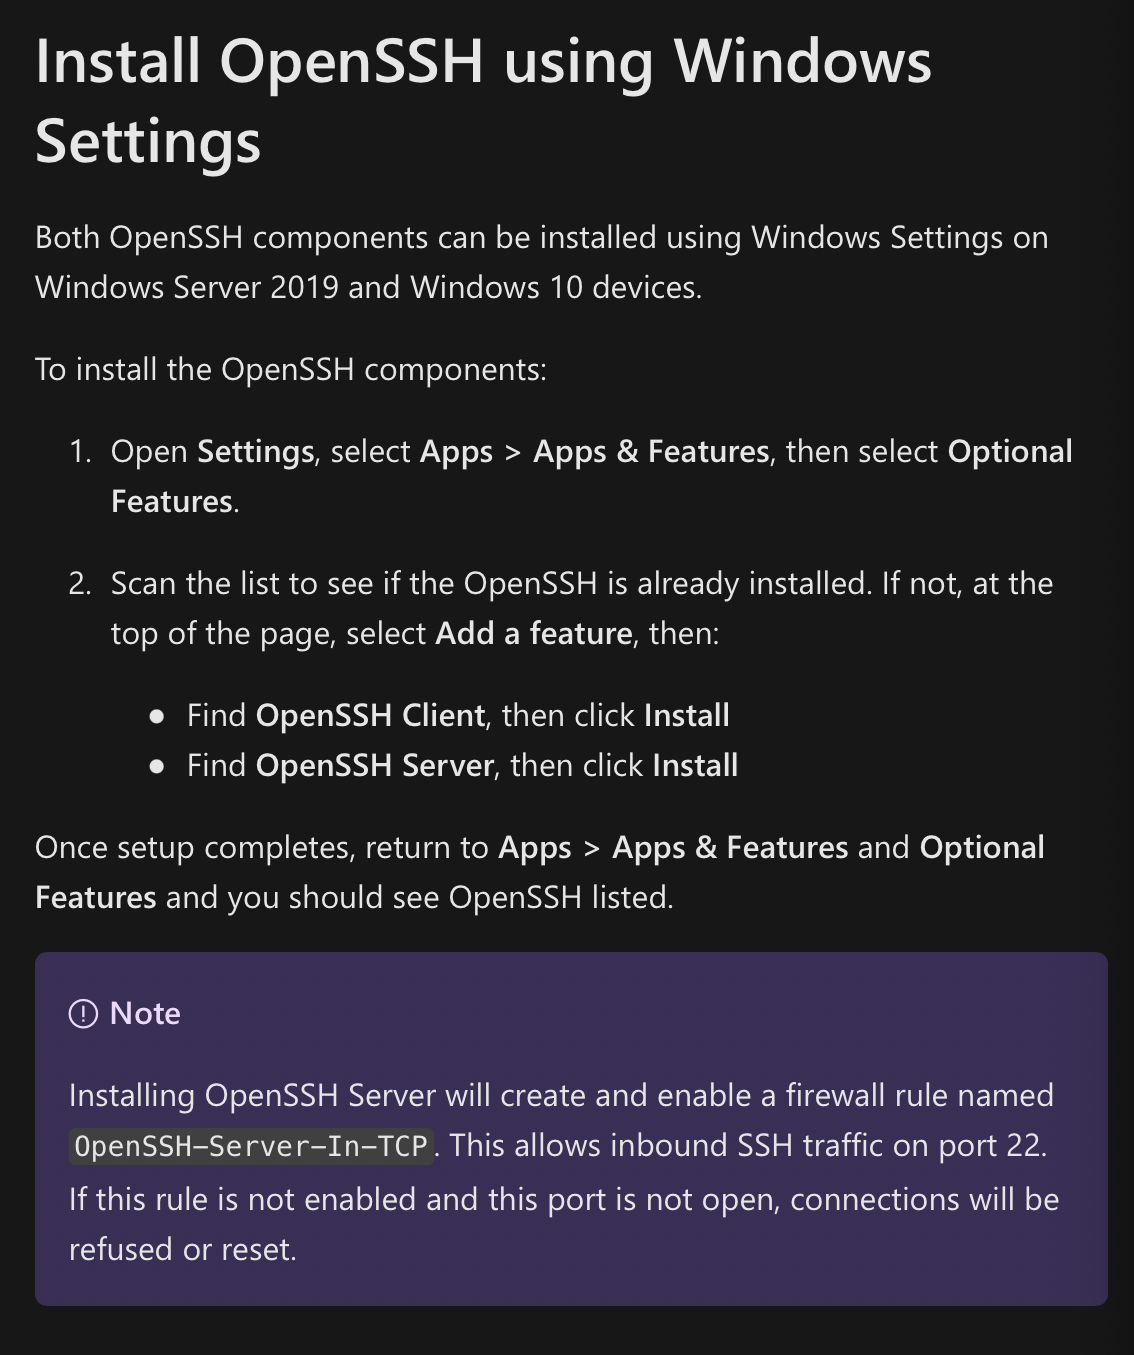 Install OpenSSH using Windows
Settings
Both OpenSSH components can be installed using Windows Settings on
Windows Server 2019 and Windows 10 devices.
To install the OpenSSH components:
1. Open Settings, select Apps > Apps & Features, then select Optional
Features.
2. Scan the list to see if the OpenSSH is already installed. If not, at the
top of the page, select Add a feature, then:
● Find OpenSSH Client, then click Install
● Find OpenSSH Server, then click Install
Once setup completes, return to Apps > Apps & Features and Optional
Features and you should see OpenSSH listed.
Note
Installing OpenSSH Server will create and enable a firewall rule named
OpenSSH-Server-In-TCP. This allows inbound SSH traffic on port 22.
If this rule is not enabled and this port is not open, connections will be
refused or reset.